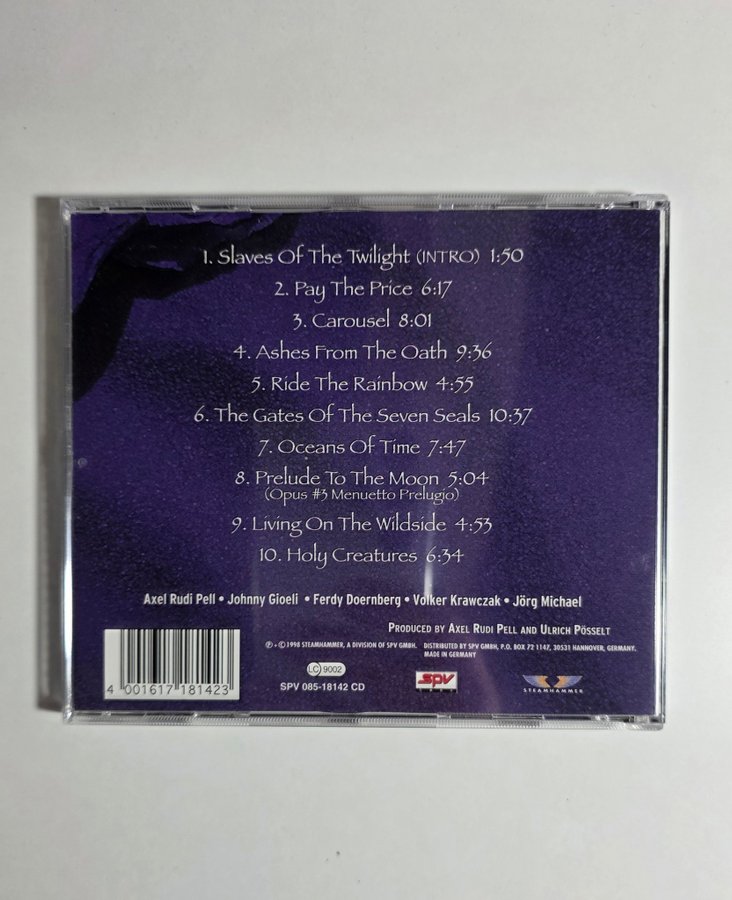 1. Slaves Of The Twilight (INTRO) 1:50
2. Pay The Price 6:17
3. Carousel 8:01
4. Ashes From The Oath 9:36
5. Ride The Rainbow 4:55
6. The Gates Of The Seven Seals 10:37
7. Oceans Of Time 7:47
8. Prelude To The Moon 5:04
(Opus #3 Menuetto Prelugio)
9. Living On The Wildside 4:53
10. Holy Creatures 6:34
Axel Rudi Pell • Johnny Gioeli • Ferdy Doernberg • Volker Krawczak • Jörg Michael
PRODUCED BY AXEL RUDI PELL AND ULRICH PÖSSELT
℗ + © 1998 STEAMHAMMER, A DIVISION OF SPV GMBH. DISTRIBUTED BY SPV GMBH, P.O. BOX 72 1147, 30531 HANNOVER, GERMANY.
MADE IN GERMANY
LC 9002
SPV 085-18142 CD
spv
STEAMHAMMER
4 001617 181423